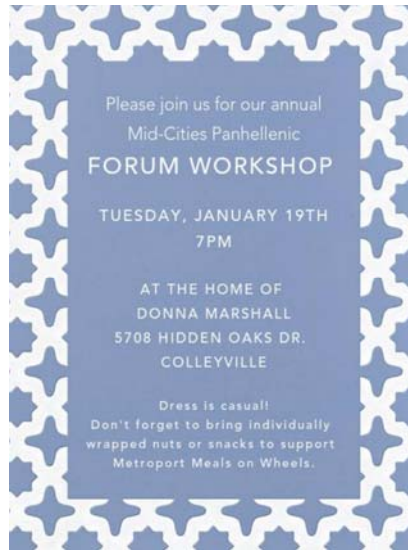 Please join us for our annual
Mid-Cities Panhellenic
FORUM WORKSHOP
TUESDAY, JANUARY 19TH
7PM
AT THE HOME OF
DONNA MARSHALL
5708 HIDDEN OAKS DR.
COLLEYVILLE
Dress is casual!
Don't forget to bring individually
wrapped nuts or snacks to support
Metroport Meals on Wheels.